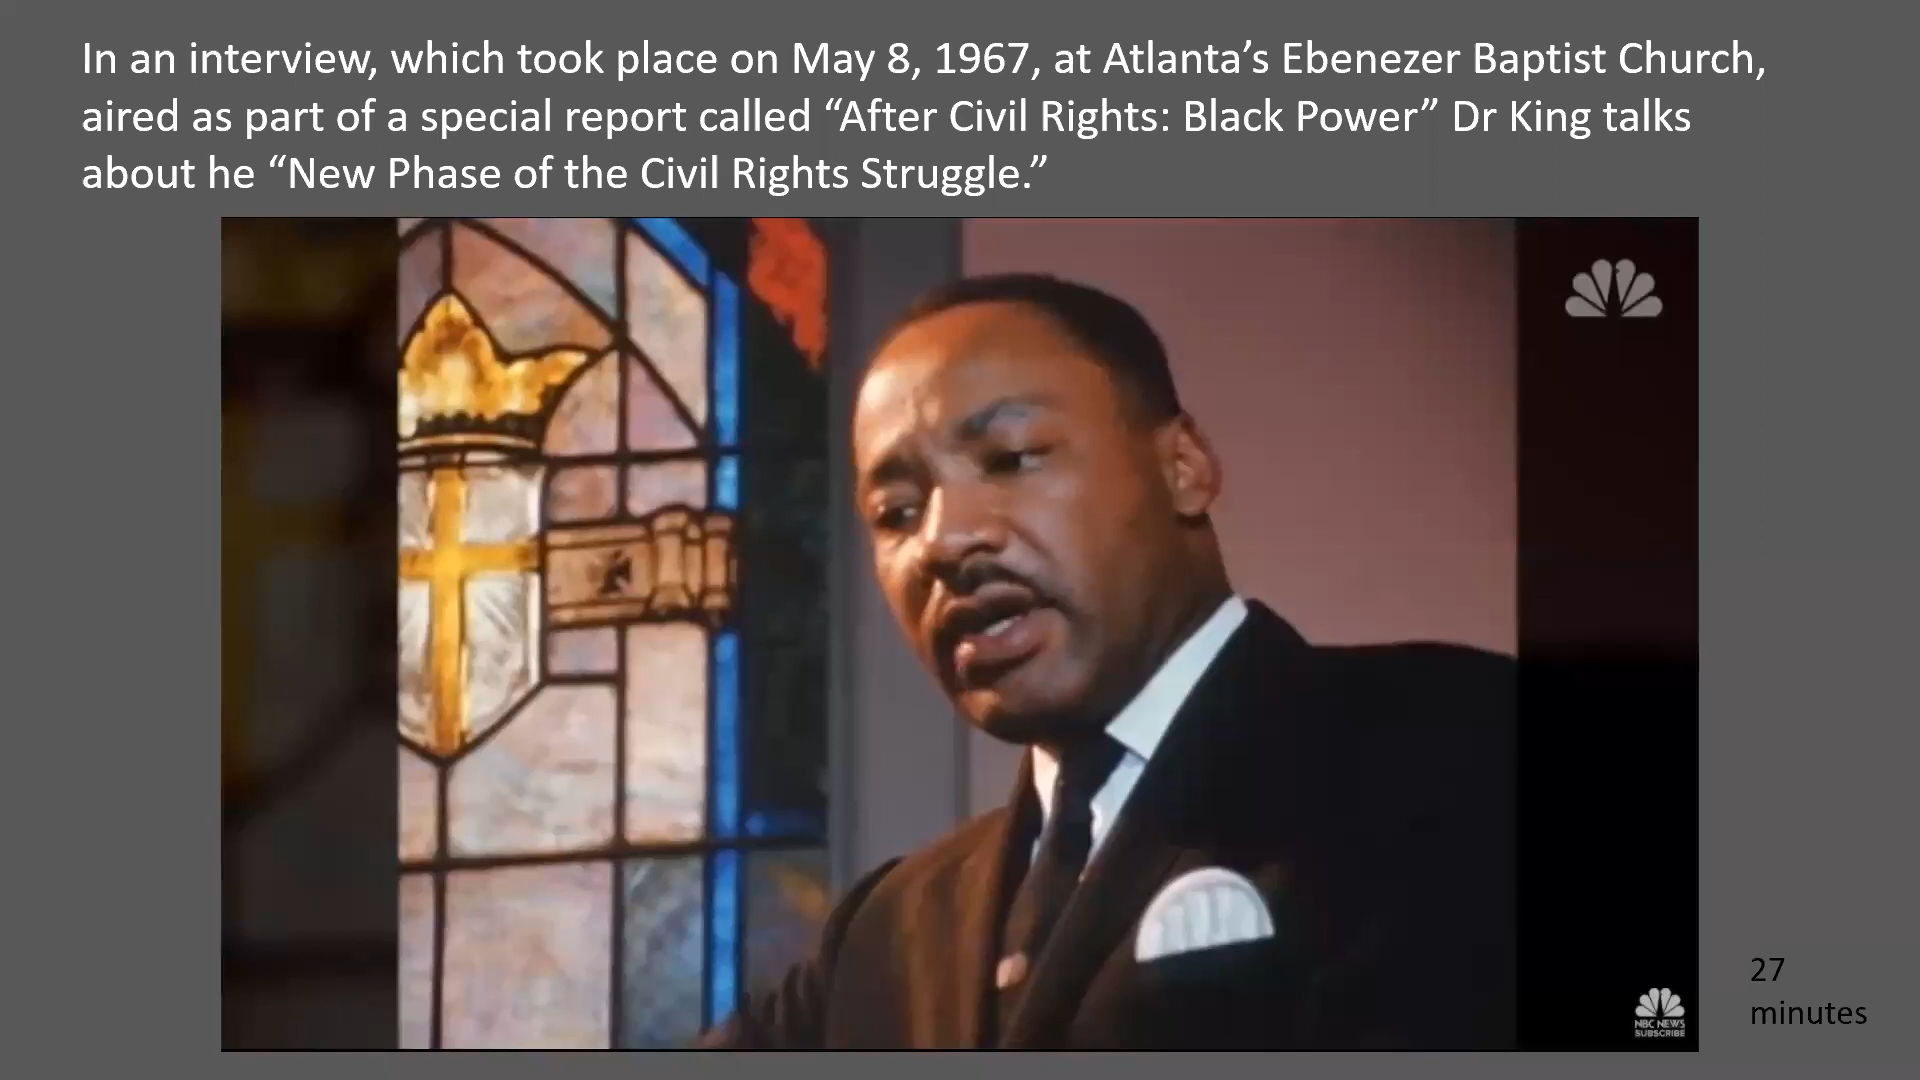 In an interview, which took place on May 8, 1967, at Atlanta’s Ebenezer Baptist Church,
aired as part of a special report called “After Civil Rights: Black Power” Dr King talks
about he “New Phase of the Civil Rights Struggle.”
27
minutes
NBC NEWS
SUBSCRIBE